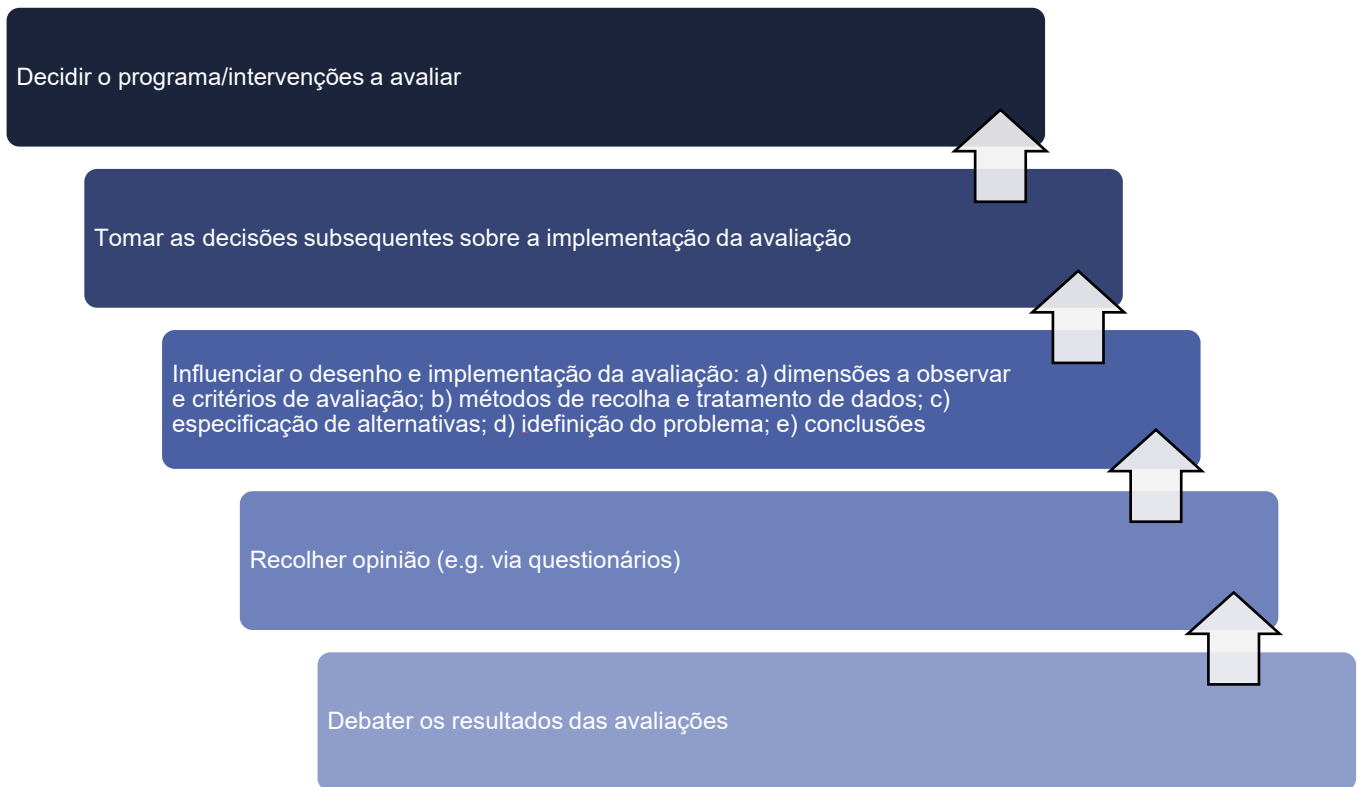 Decidir o programa/intervenções a avaliar
Tomar as decisões subsequentes sobre a implementação da avaliação
Influenciar o desenho e implementação da avaliação: a) dimensões a observar
e critérios de avaliação; b) métodos de recolha e tratamento de dados; c)
especificação de alternativas; d) idefinição do problema; e) conclusões
Recolher opinião (e.g. via questionários)
Debater os resultados das avaliações